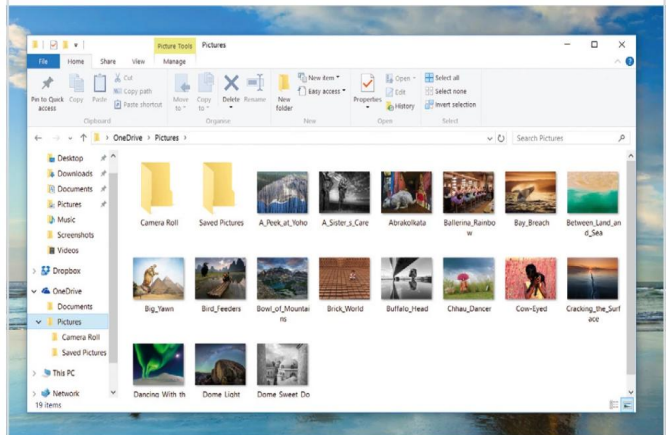 Picture Tools
Pictures
File
Home
Share
View
Manage
Pin to Quick access
Copy
Paste
Cut
Copy path
Paste shortcut
Clipboard
Move to
Copy to
Delete
Rename
Organise
New folder
New item
Easy access
New
Properties
Open
Edit
History
Open
Select all
Select none
Invert selection
Select
OneDrive > Pictures >
Search Pictures
Desktop
Downloads
Documents
Pictures
Music
Screenshots
Videos
Dropbox
OneDrive
Documents
Pictures
Camera Roll
Saved Pictures
This PC
Network
Camera Roll
Saved Pictures
A_Peek_at_Yoho
A_Sister_s_Care
Abrakolkata
Ballerina_Rainbo
w
Bay_Breach
Between_Land_an
d_Sea
Big_Yawn
Bird_Feeders
Bowl_of_Mountai
ns
Brick_World
Buffalo_Head
Chhau_Dancer
Cow-Eyed
Cracking_the_Surf
ace
Dancing With th
Dome Light
Dome Sweet Do
19 items